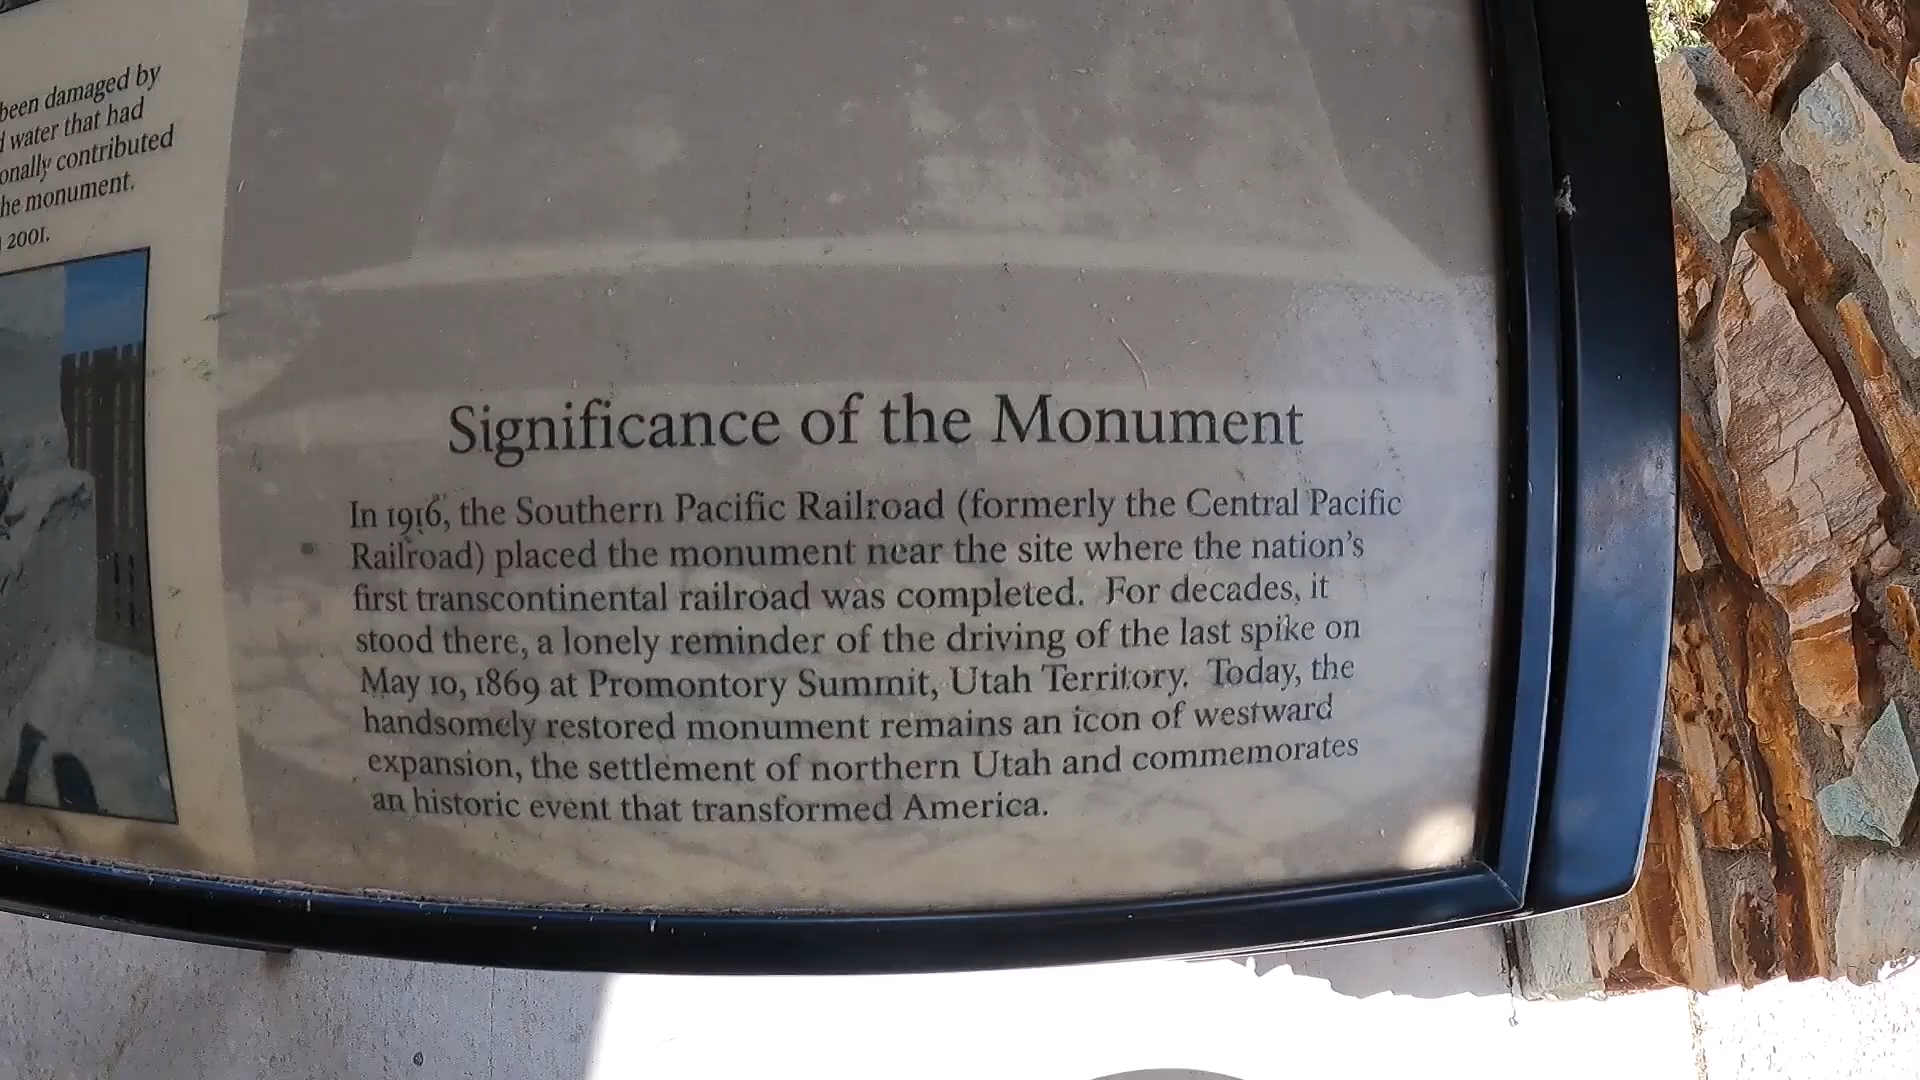 been damaged by
water that had
contributed
monument.
2001.
Significance of the Monument
In 1916, the Southern Pacific Railroad (formerly the Central Pacific
Railroad) placed the monument near the site where the nation's
first transcontinental railroad was completed. For decades, it
stood there, a lonely reminder of the driving of the last spike on
May 10, 1869 at Promontory Summit, Utah Territory. Today, the
handsomely restored monument remains an icon of westward
expansion, the settlement of northern Utah and commemorates
an historic event that transformed America.